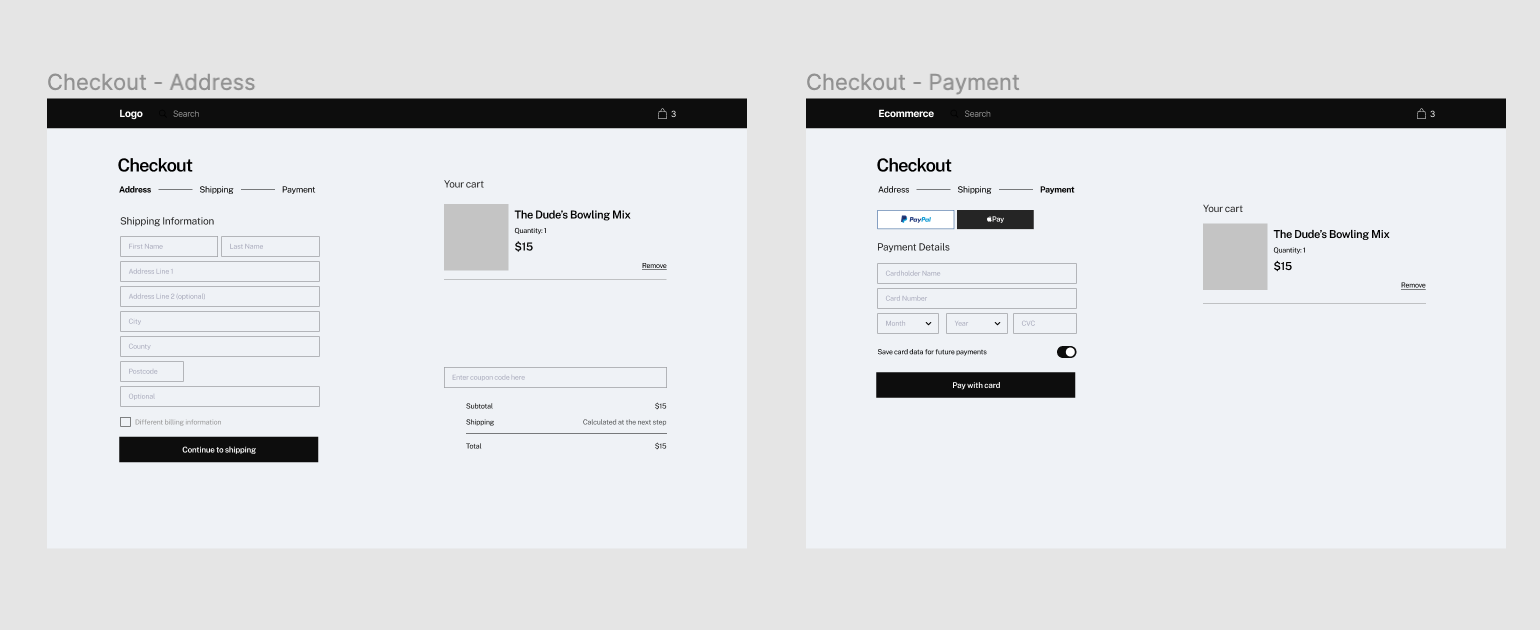 Checkout - Address
Logo
Search
3
Checkout
Address
Shipping
Payment
Shipping Information
First Name
Last Name
Address Line 1
Address Line 2 (optional)
City
County
Postcode
Optional
Different billing information
Continue to shipping
Your cart
The Dude's Bowling Mix
Quantity: 1
$15
Remove
Enter coupon code here
Subtotal $15
Shipping Calculated at the next step
Total $15
Checkout - Payment
Ecommerce
Search
3
Checkout
Address
Shipping
Payment
PayPal
Pay
Payment Details
Cardholder Name
Card Number
Month
Year
CVC
Save card data for future payments
Pay with card
Your cart
The Dude's Bowling Mix
Quantity: 1
$15
Remove